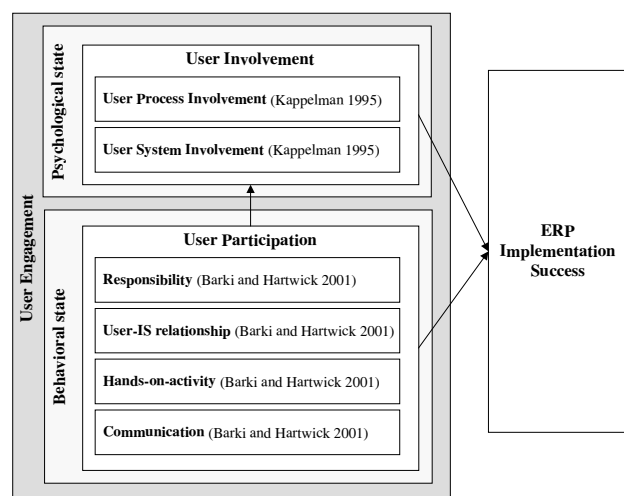 User Engagement
Psychological state
User Involvement
User Process Involvement (Kappelman 1995)
User System Involvement (Kappelman 1995)
Behavioral state
User Participation
Responsibility (Barki and Hartwick 2001)
User-IS relationship (Barki and Hartwick 2001)
Hands-on-activity (Barki and Hartwick 2001)
Communication (Barki and Hartwick 2001)
ERP
Implementation
Success